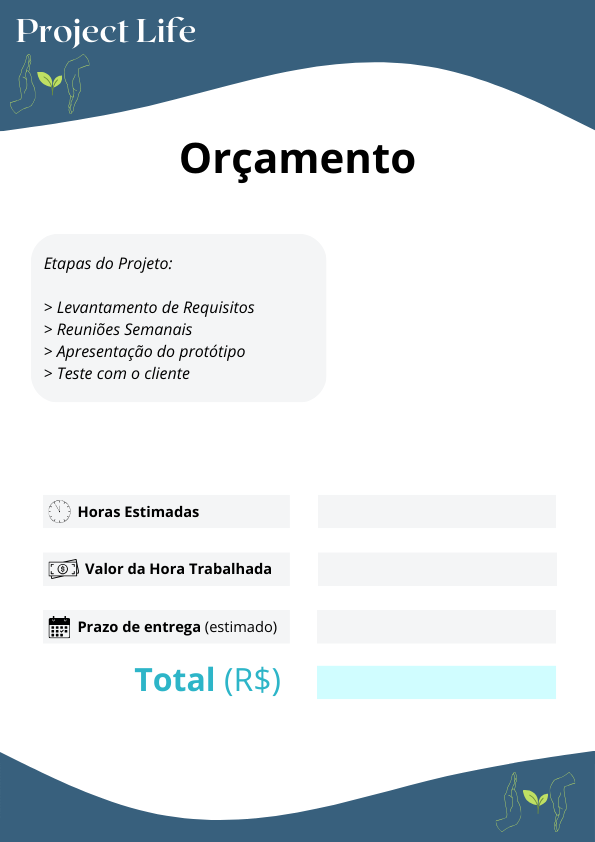 Project Life
Orçamento
Etapas do Projeto:
> Levantamento de Requisitos
> Reuniões Semanais
> Apresentação do protótipo
> Teste com o cliente
Horas Estimadas
$ Valor da Hora Trabalhada
Prazo de entrega (estimado)
Total (R$)